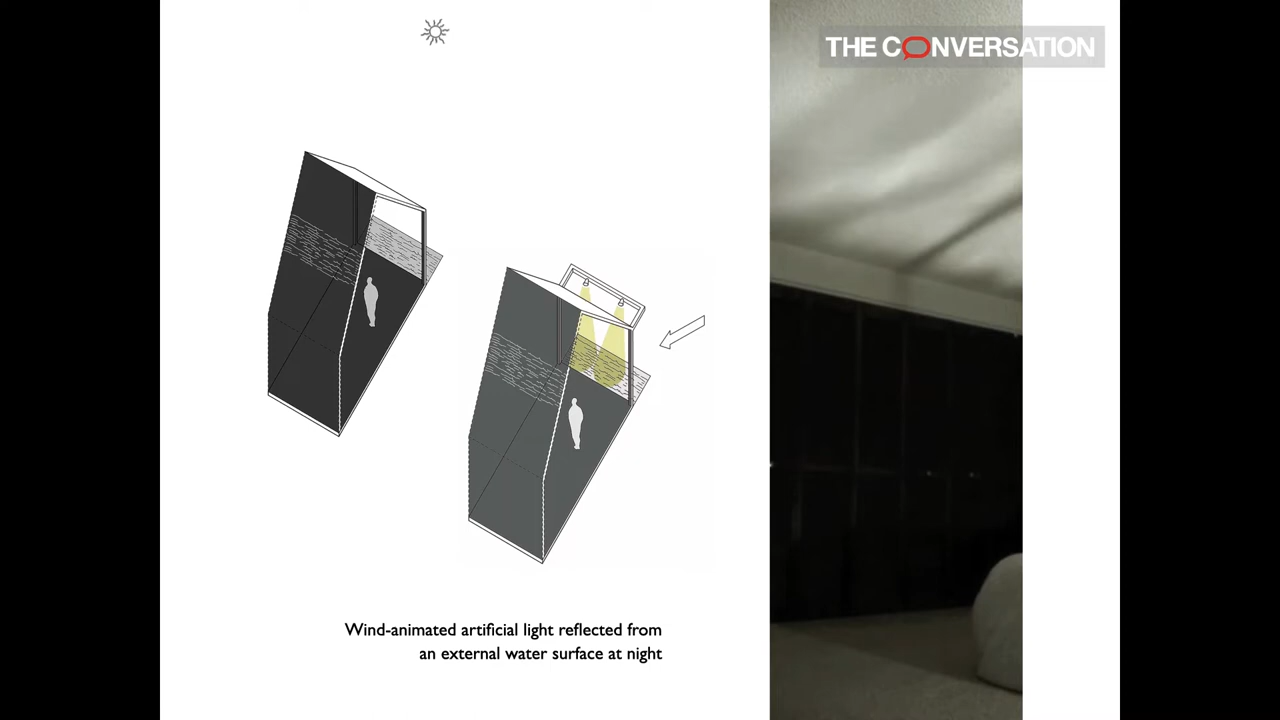 THE CONVERSATION
Wind-animated artificial light reflected from
an external water surface at night